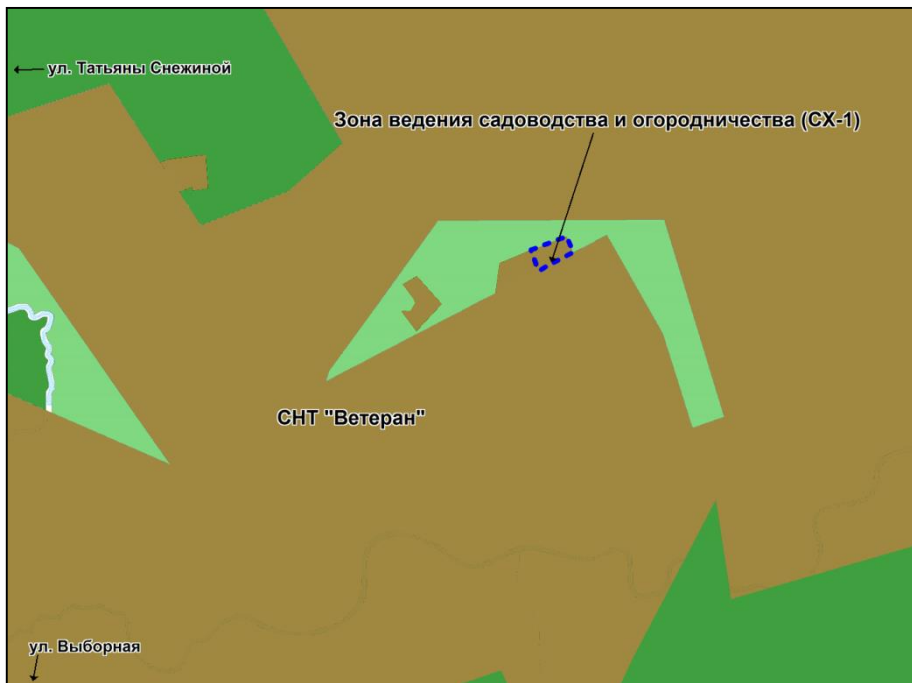 ул. Татьяны Снежиной
Зона ведения садоводства и огородничества (СХ-1)
СНТ "Ветеран"
ул. Выборная